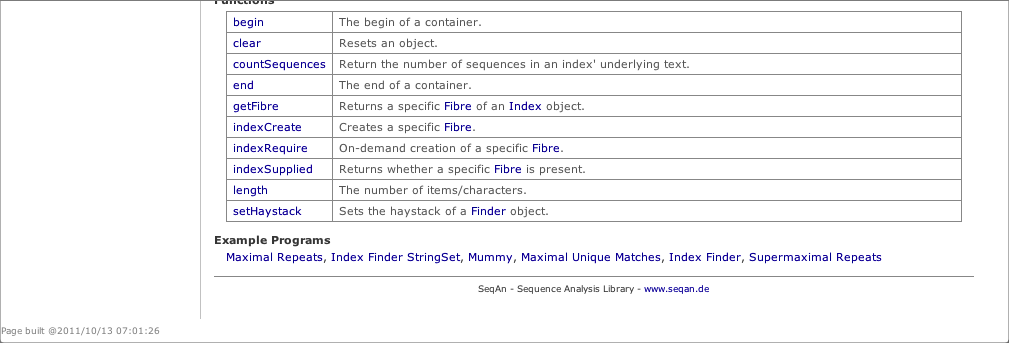 Functions
begin The begin of a container.
clear Resets an object.
countSequences Return the number of sequences in an index' underlying text.
end The end of a container.
getFibre Returns a specific Fibre of an Index object.
indexCreate Creates a specific Fibre.
indexRequire On-demand creation of a specific Fibre.
indexSupplied Returns whether a specific Fibre is present.
length The number of items/characters.
setHaystack Sets the haystack of a Finder object.
Example Programs
Maximal Repeats, Index Finder StringSet, Mummy, Maximal Unique Matches, Index Finder, Supermaximal Repeats
SeqAn - Sequence Analysis Library - www.seqan.de
Page built @2011/10/13 07:01:26